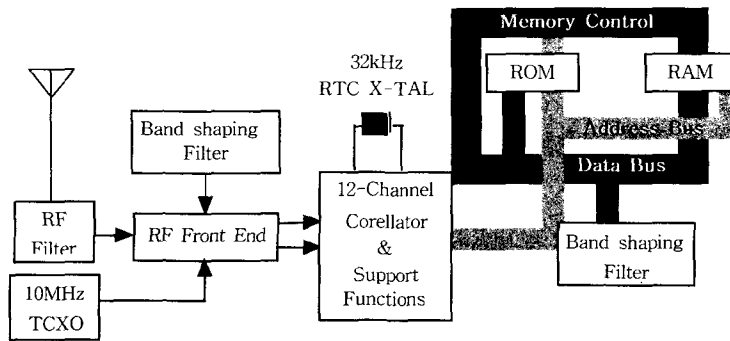 Memory Control
32kHz
RTC X-TAL
ROM
RAM
Band shaping
Filter
Address Bus
Data Bus
12-Channel
Corellator
&
Support
Functions
RF
Filter
RF Front End
Band shaping
Filter
10MHz
TCXO